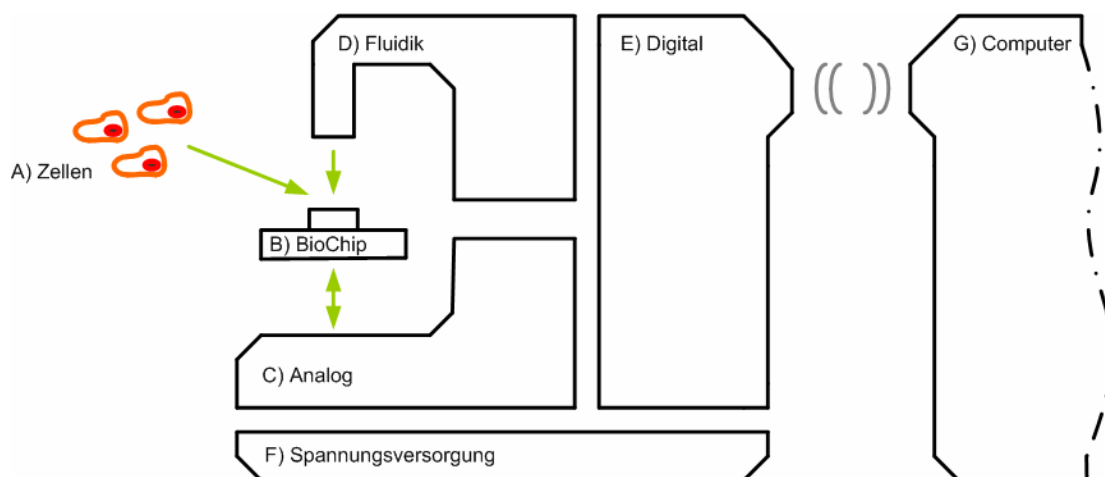 D) Fluidik
E) Digital
G) Computer
A) Zellen
B) BioChip
C) Analog
F) Spannungsversorgung